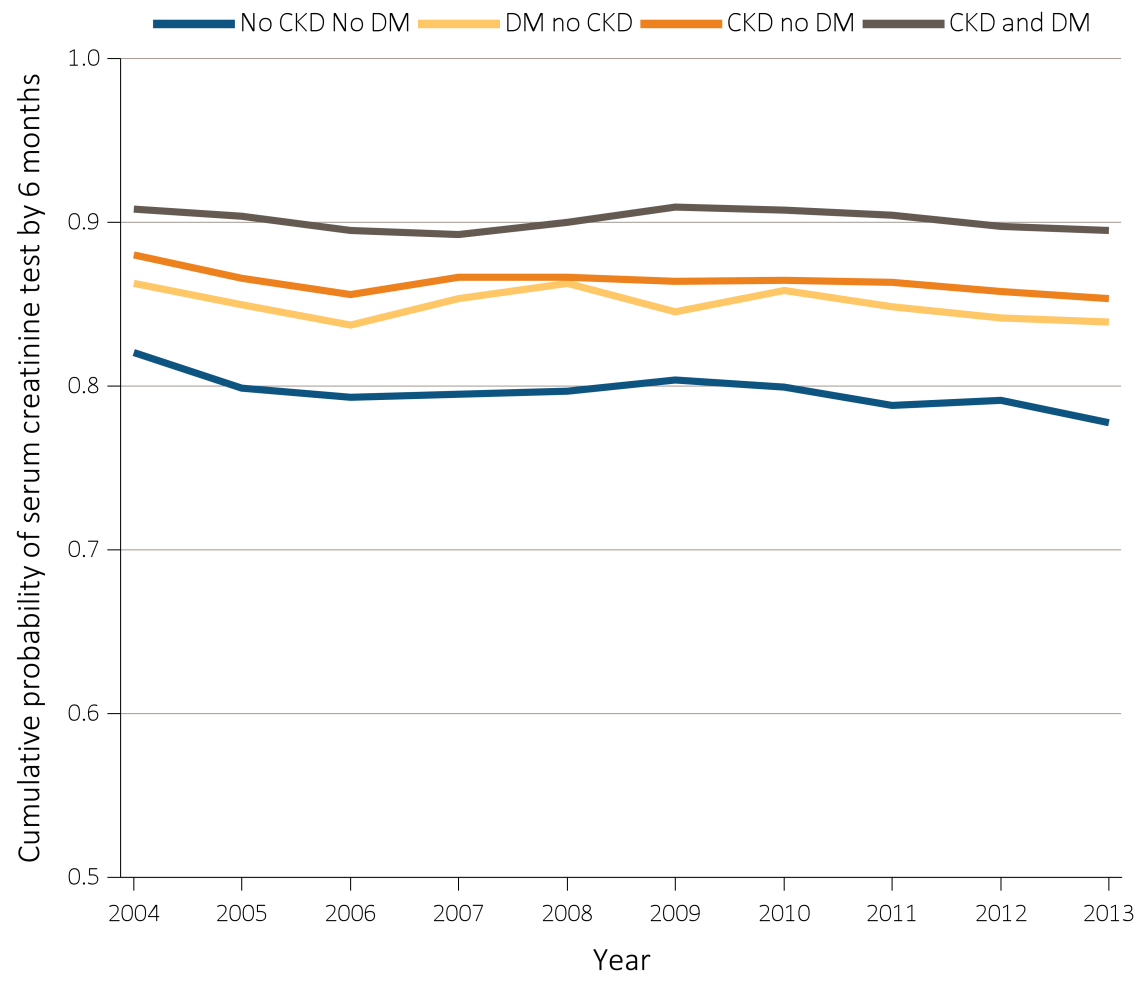 No CKD No DM DM no CKD CKD no DM CKD and DM
Cumulative probability of serum creatinine test by 6 months
1.0
0.9
0.8
0.7
0.6
0.5
2004 2005 2006 2007 2008 2009 2010 2011 2012 2013
Year